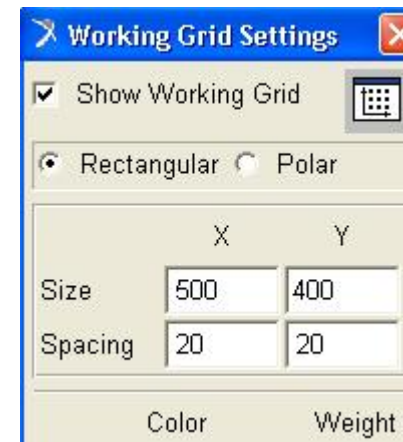 Working Grid Settings
Show Working Grid
Rectangular Polar
X Y
Size 500 400
Spacing 20 20
Color Weight